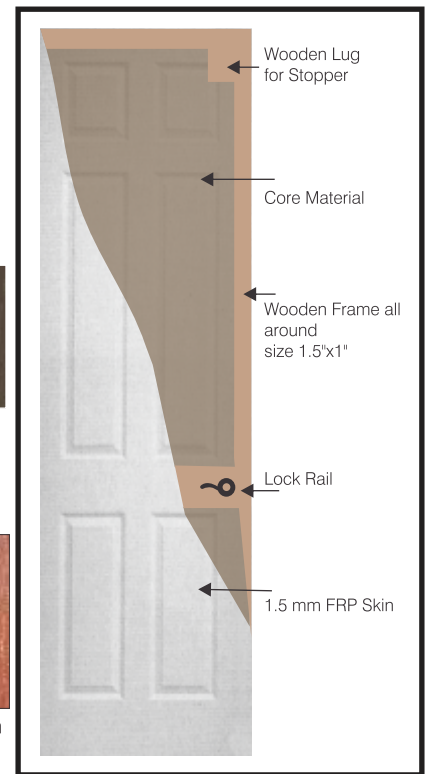 Wooden Lug
for Stopper
Core Material
Wooden Frame all
around
size 1.5"x1"
Lock Rail
1.5 mm FRP Skin